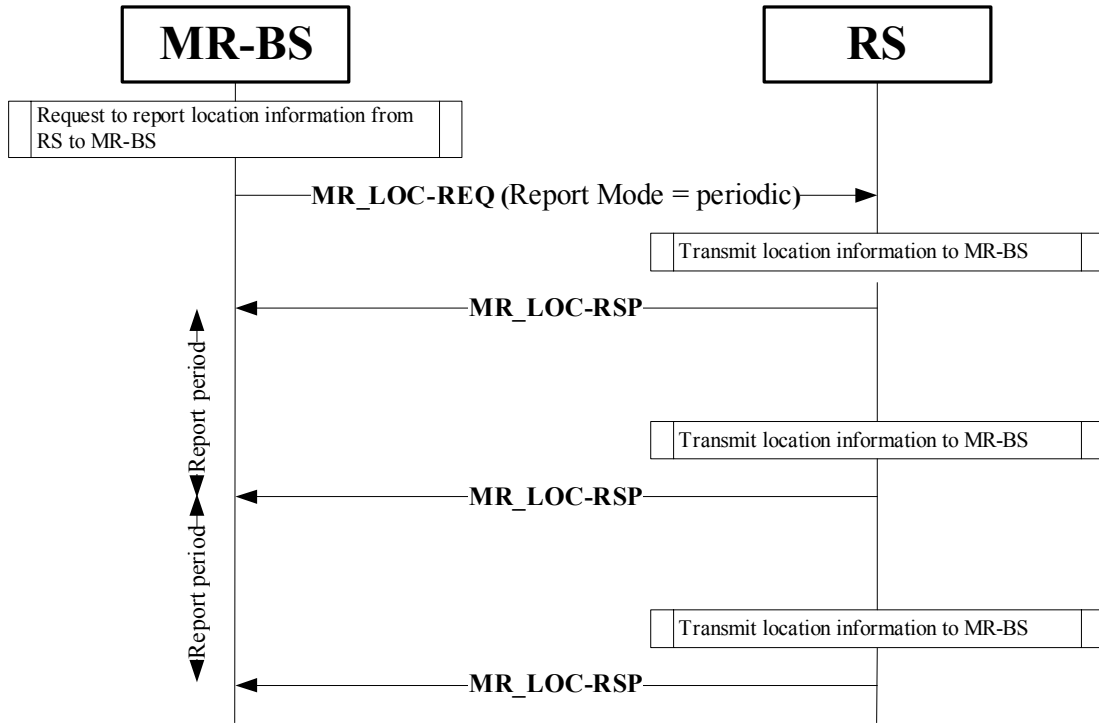 MR-BS
RS
Request to report location information from
RS to MR-BS
MR_LOC-REQ (Report Mode = periodic)
Transmit location information to MR-BS
MR_LOC-RSP
Report period
Transmit location information to MR-BS
MR_LOC-RSP
Report period
Transmit location information to MR-BS
MR_LOC-RSP